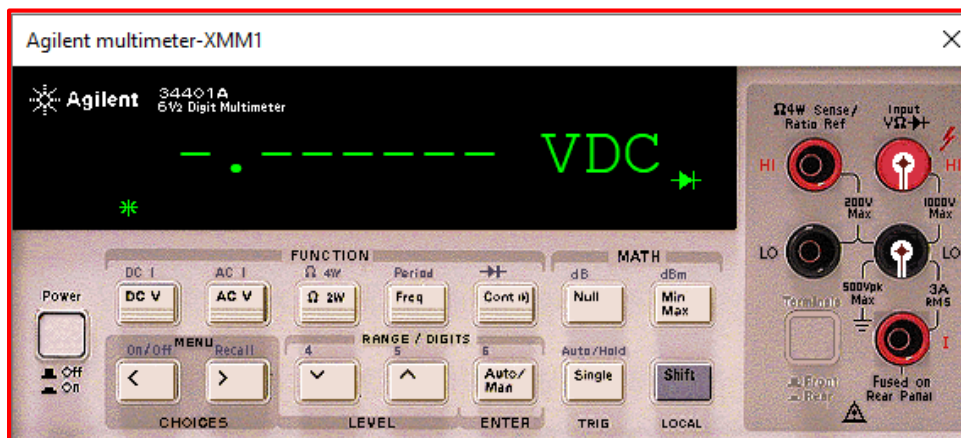 Agilent multimeter-XMM1
Agilent
34401A
6½ Digit Multimeter
-.------ VDC
Power
Off
On
FUNCTION
DC I
AC I
Ω 4W
Period
DC V
AC V
Ω 2W
Freq
Cont
MATH
dB
dBm
Null
Min
Max
MENU
On/Off
Recall
<
>
CHOICES
RANGE / DIGITS
4
5
6
Auto/
Man
LEVEL
ENTER
Auto/Hold
Single
Shift
TRIG
LOCAL
Ω4W Sense/
Ratio Ref
Input
VΩ
HI
HI
200V
Max
1000V
Max
LO
LO
500Vpk
Max
3A
RMS
Terminals
I
Front
Rear
Fused on
Rear Panal